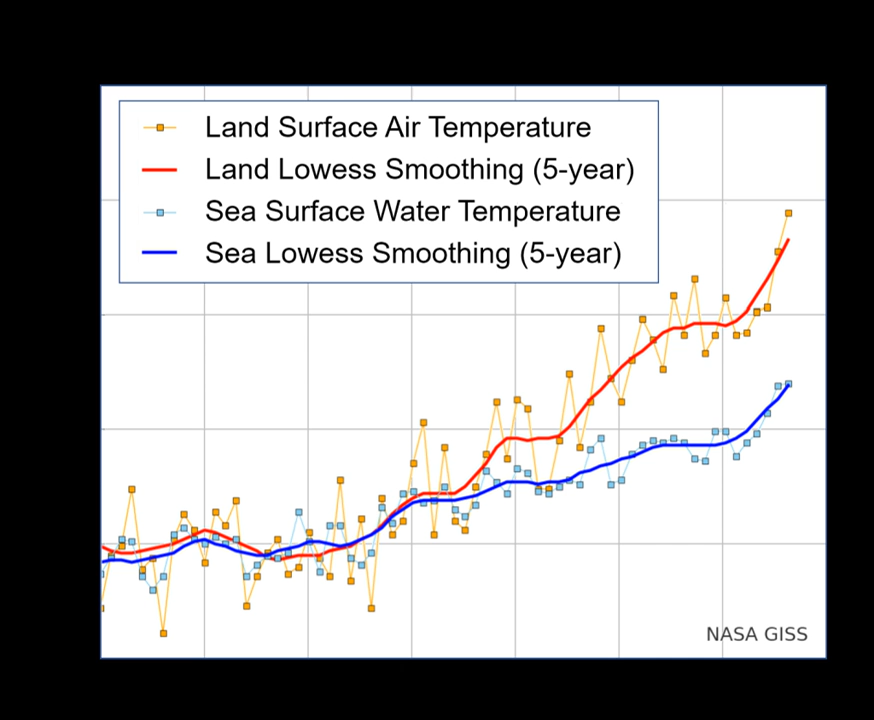 Land Surface Air Temperature
Land Lowess Smoothing (5-year)
Sea Surface Water Temperature
Sea Lowess Smoothing (5-year)
NASA GISS